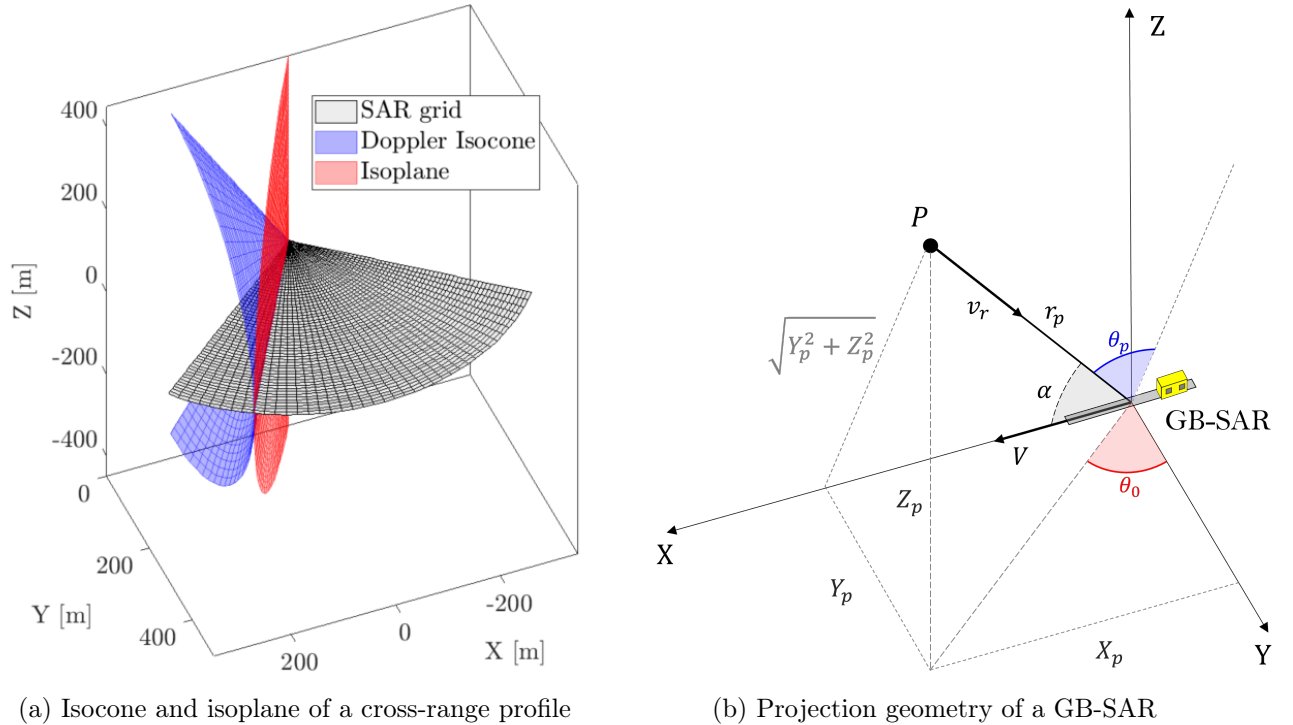 400
200
0
-200
-400
Z [m]
SAR grid
Doppler Isocone
Isoplane
0
200
400
Y [m]
200
0
-200
X [m]
(a) Isocone and isoplane of a cross-range profile
Z
P
v_r
r_p
√(Y_p^2 + Z_p^2)
θ_p
α
GB-SAR
V
θ_0
Z_p
X
Y_p
X_p
Y
(b) Projection geometry of a GB-SAR